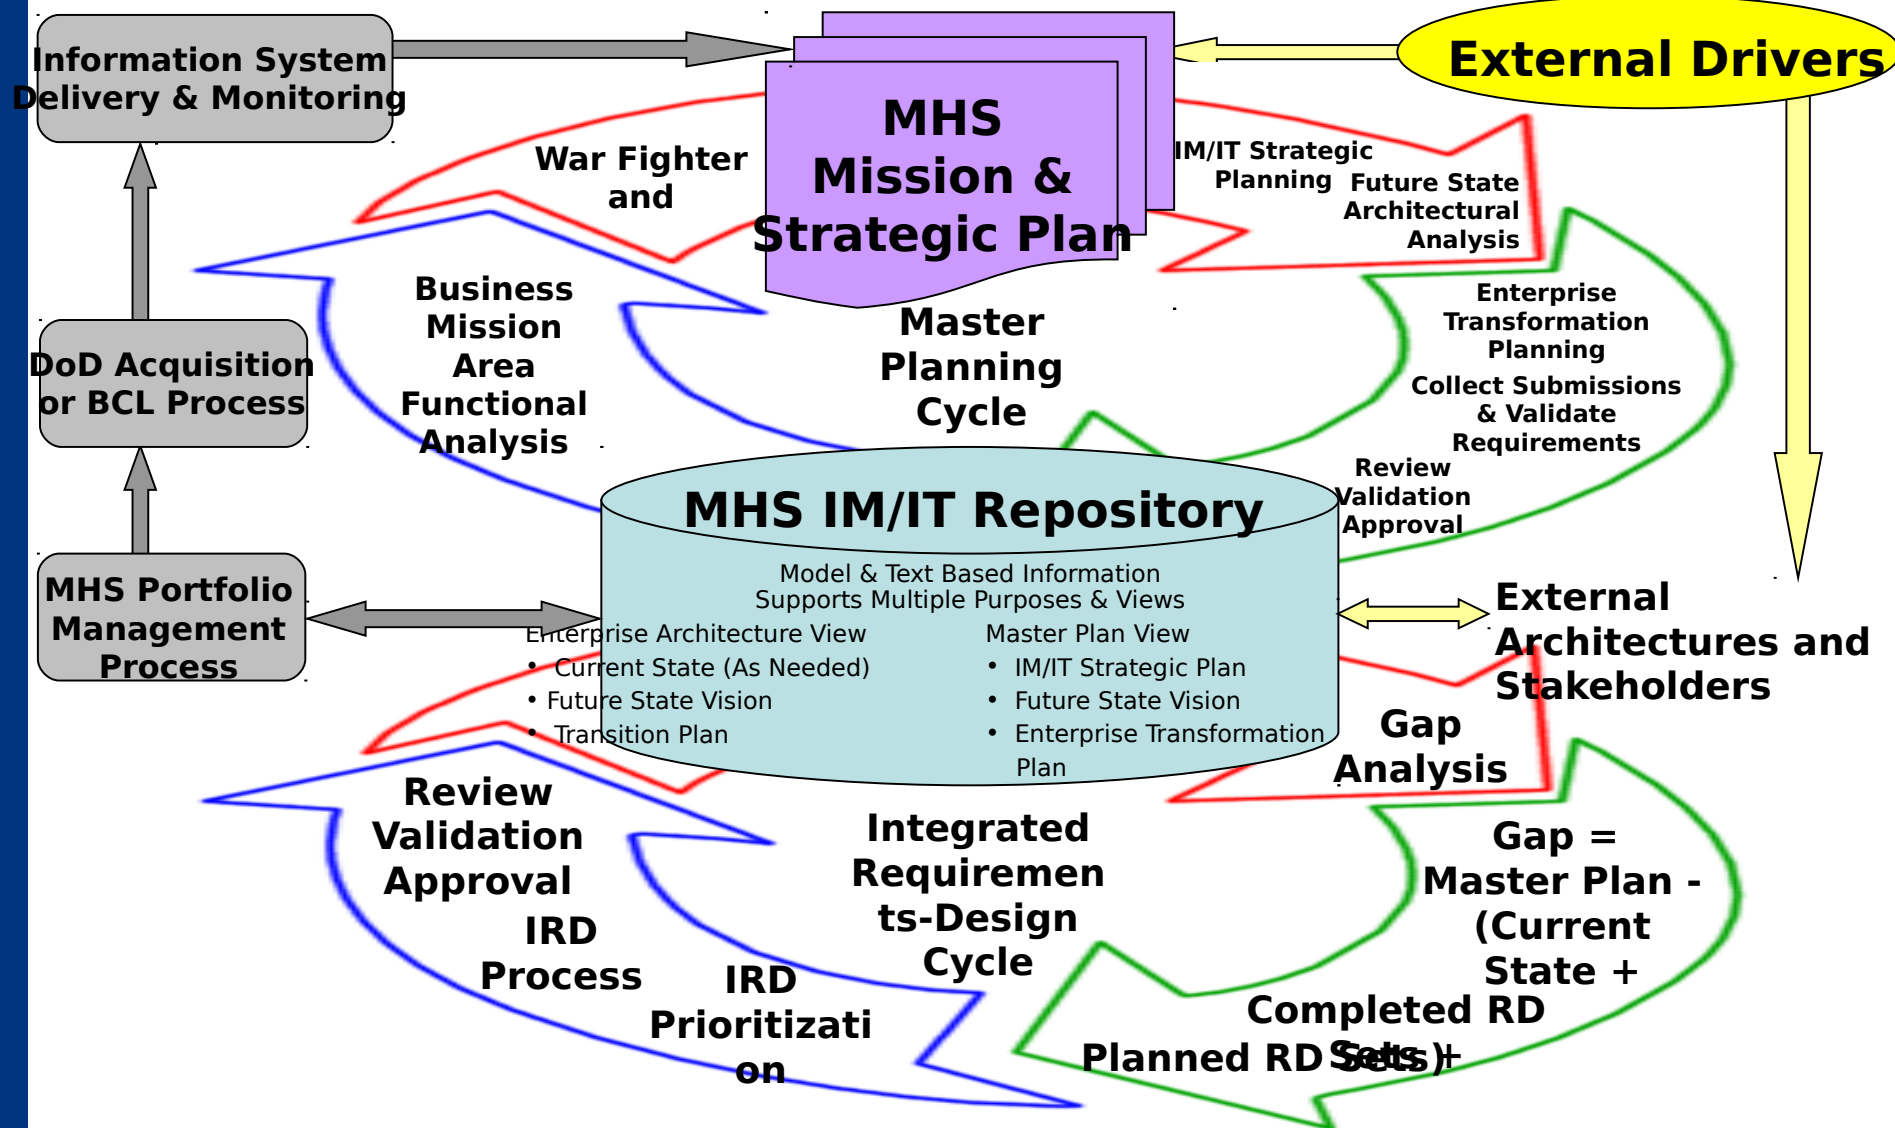 Information System
Delivery & Monitoring
External Drivers
MHS
Mission &
Strategic Plan
War Fighter
and
IM/IT Strategic
Planning
Future State
Architectural
Analysis
Business
Mission
Area
Functional
Analysis
Master
Planning
Cycle
Enterprise
Transformation
Planning
Collect Submissions
& Validate
Requirements
Review
Validation
Approval
DoD Acquisition
or BCL Process
MHS IM/IT Repository
Model & Text Based Information
Supports Multiple Purposes & Views
Enterprise Architecture View
• Current State (As Needed)
• Future State Vision
• Transition Plan
Master Plan View
• IM/IT Strategic Plan
• Future State Vision
• Enterprise Transformation
Plan
MHS Portfolio
Management
Process
External
Architectures and
Stakeholders
Gap
Analysis
Review
Validation
Approval
IRD
Process
IRD
Prioritizati
on
Integrated
Requiremen
ts-Design
Cycle
Gap =
Master Plan -
(Current
State +
Completed RD
Sets +
Planned RD Sets)